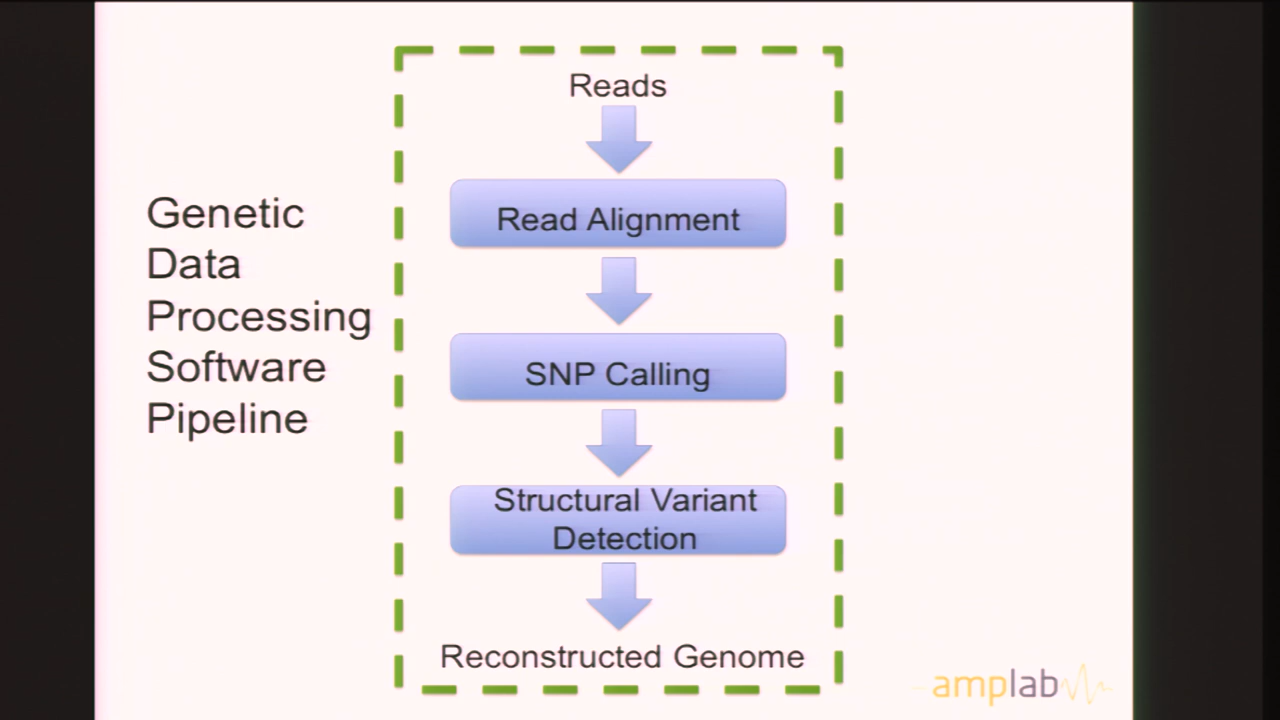 Genetic
Data
Processing
Software
Pipeline
Reads
Read Alignment
SNP Calling
Structural Variant
Detection
Reconstructed Genome
amplab